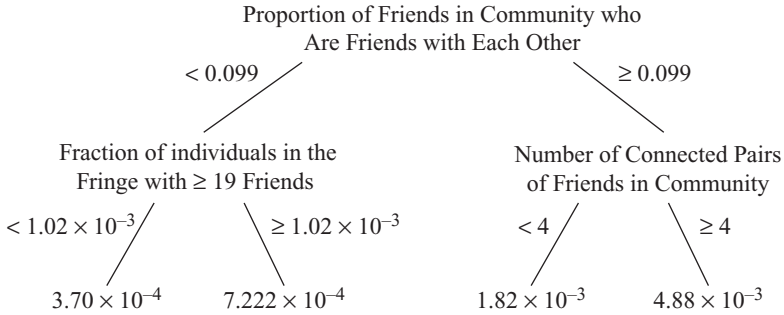 Proportion of Friends in Community who
Are Friends with Each Other
< 0.099
≥ 0.099
Fraction of individuals in the
Fringe with ≥ 19 Friends
Number of Connected Pairs
of Friends in Community
< 1.02 × 10⁻³
≥ 1.02 × 10⁻³
< 4
≥ 4
3.70 × 10⁻⁴
7.222 × 10⁻⁴
1.82 × 10⁻³
4.88 × 10⁻³